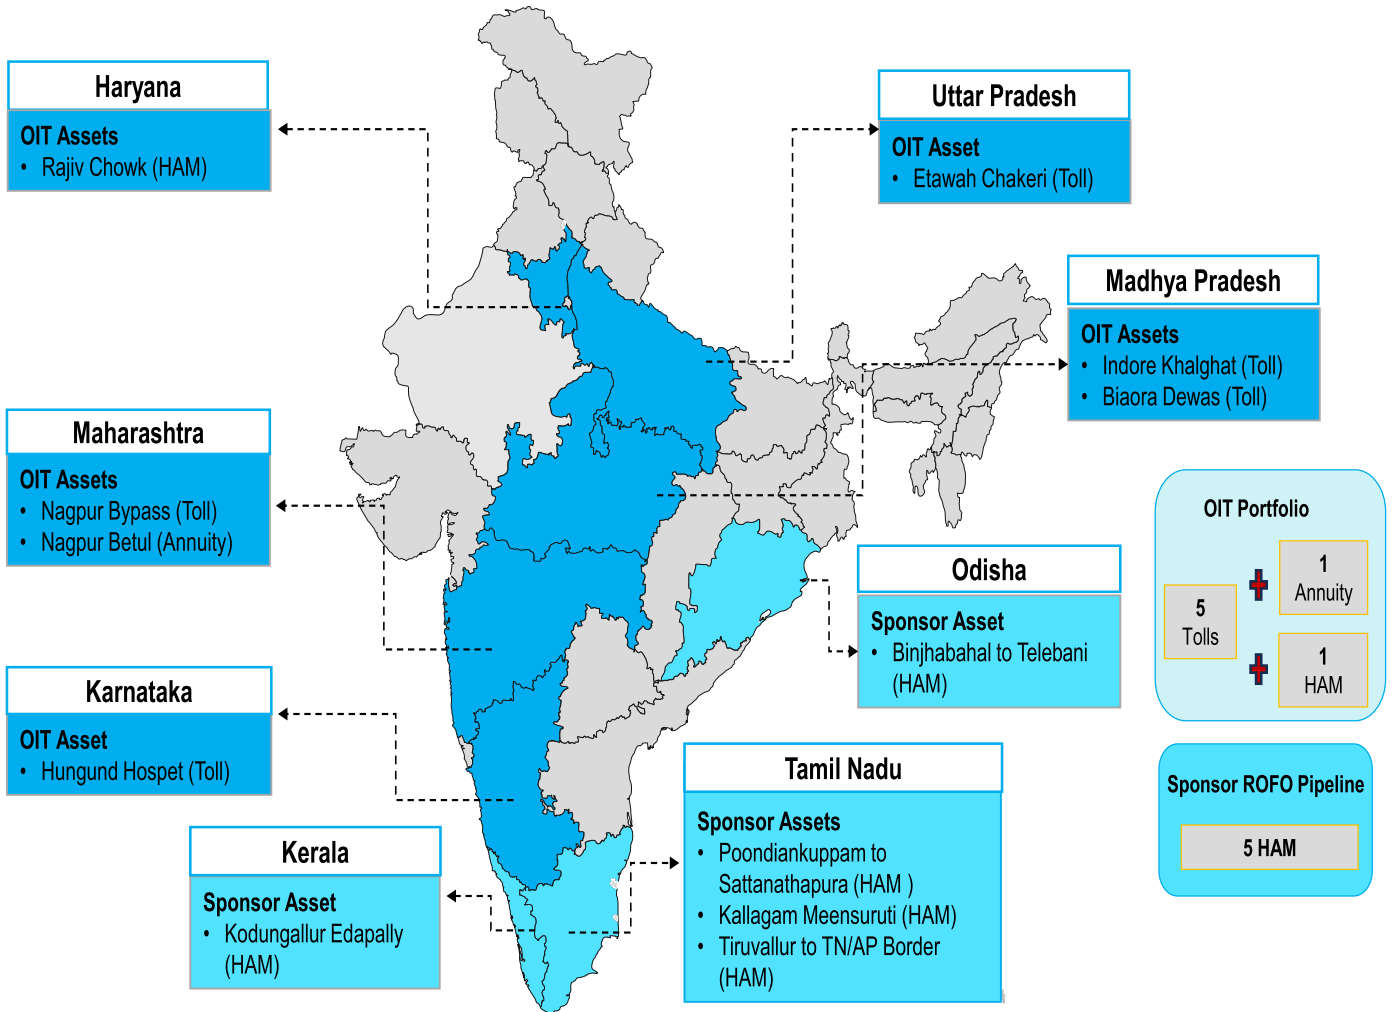 Haryana
OIT Assets
• Rajiv Chowk (HAM)
Uttar Pradesh
OIT Asset
• Etawah Chakeri (Toll)
Madhya Pradesh
OIT Assets
• Indore Khalghat (Toll)
• Biaora Dewas (Toll)
Maharashtra
OIT Assets
• Nagpur Bypass (Toll)
• Nagpur Betul (Annuity)
OIT Portfolio
5
Tolls
1
Annuity
1
HAM
Odisha
Sponsor Asset
• Binjhabahal to Telebani
(HAM)
Karnataka
OIT Asset
• Hungund Hospet (Toll)
Tamil Nadu
Sponsor Assets
• Poondiankuppam to
Sattanathapura (HAM )
• Kallagam Meensuruti (HAM)
• Tiruvallur to TN/AP Border
(HAM)
Sponsor ROFO Pipeline
5 HAM
Kerala
Sponsor Asset
• Kodungallur Edapally
(HAM)